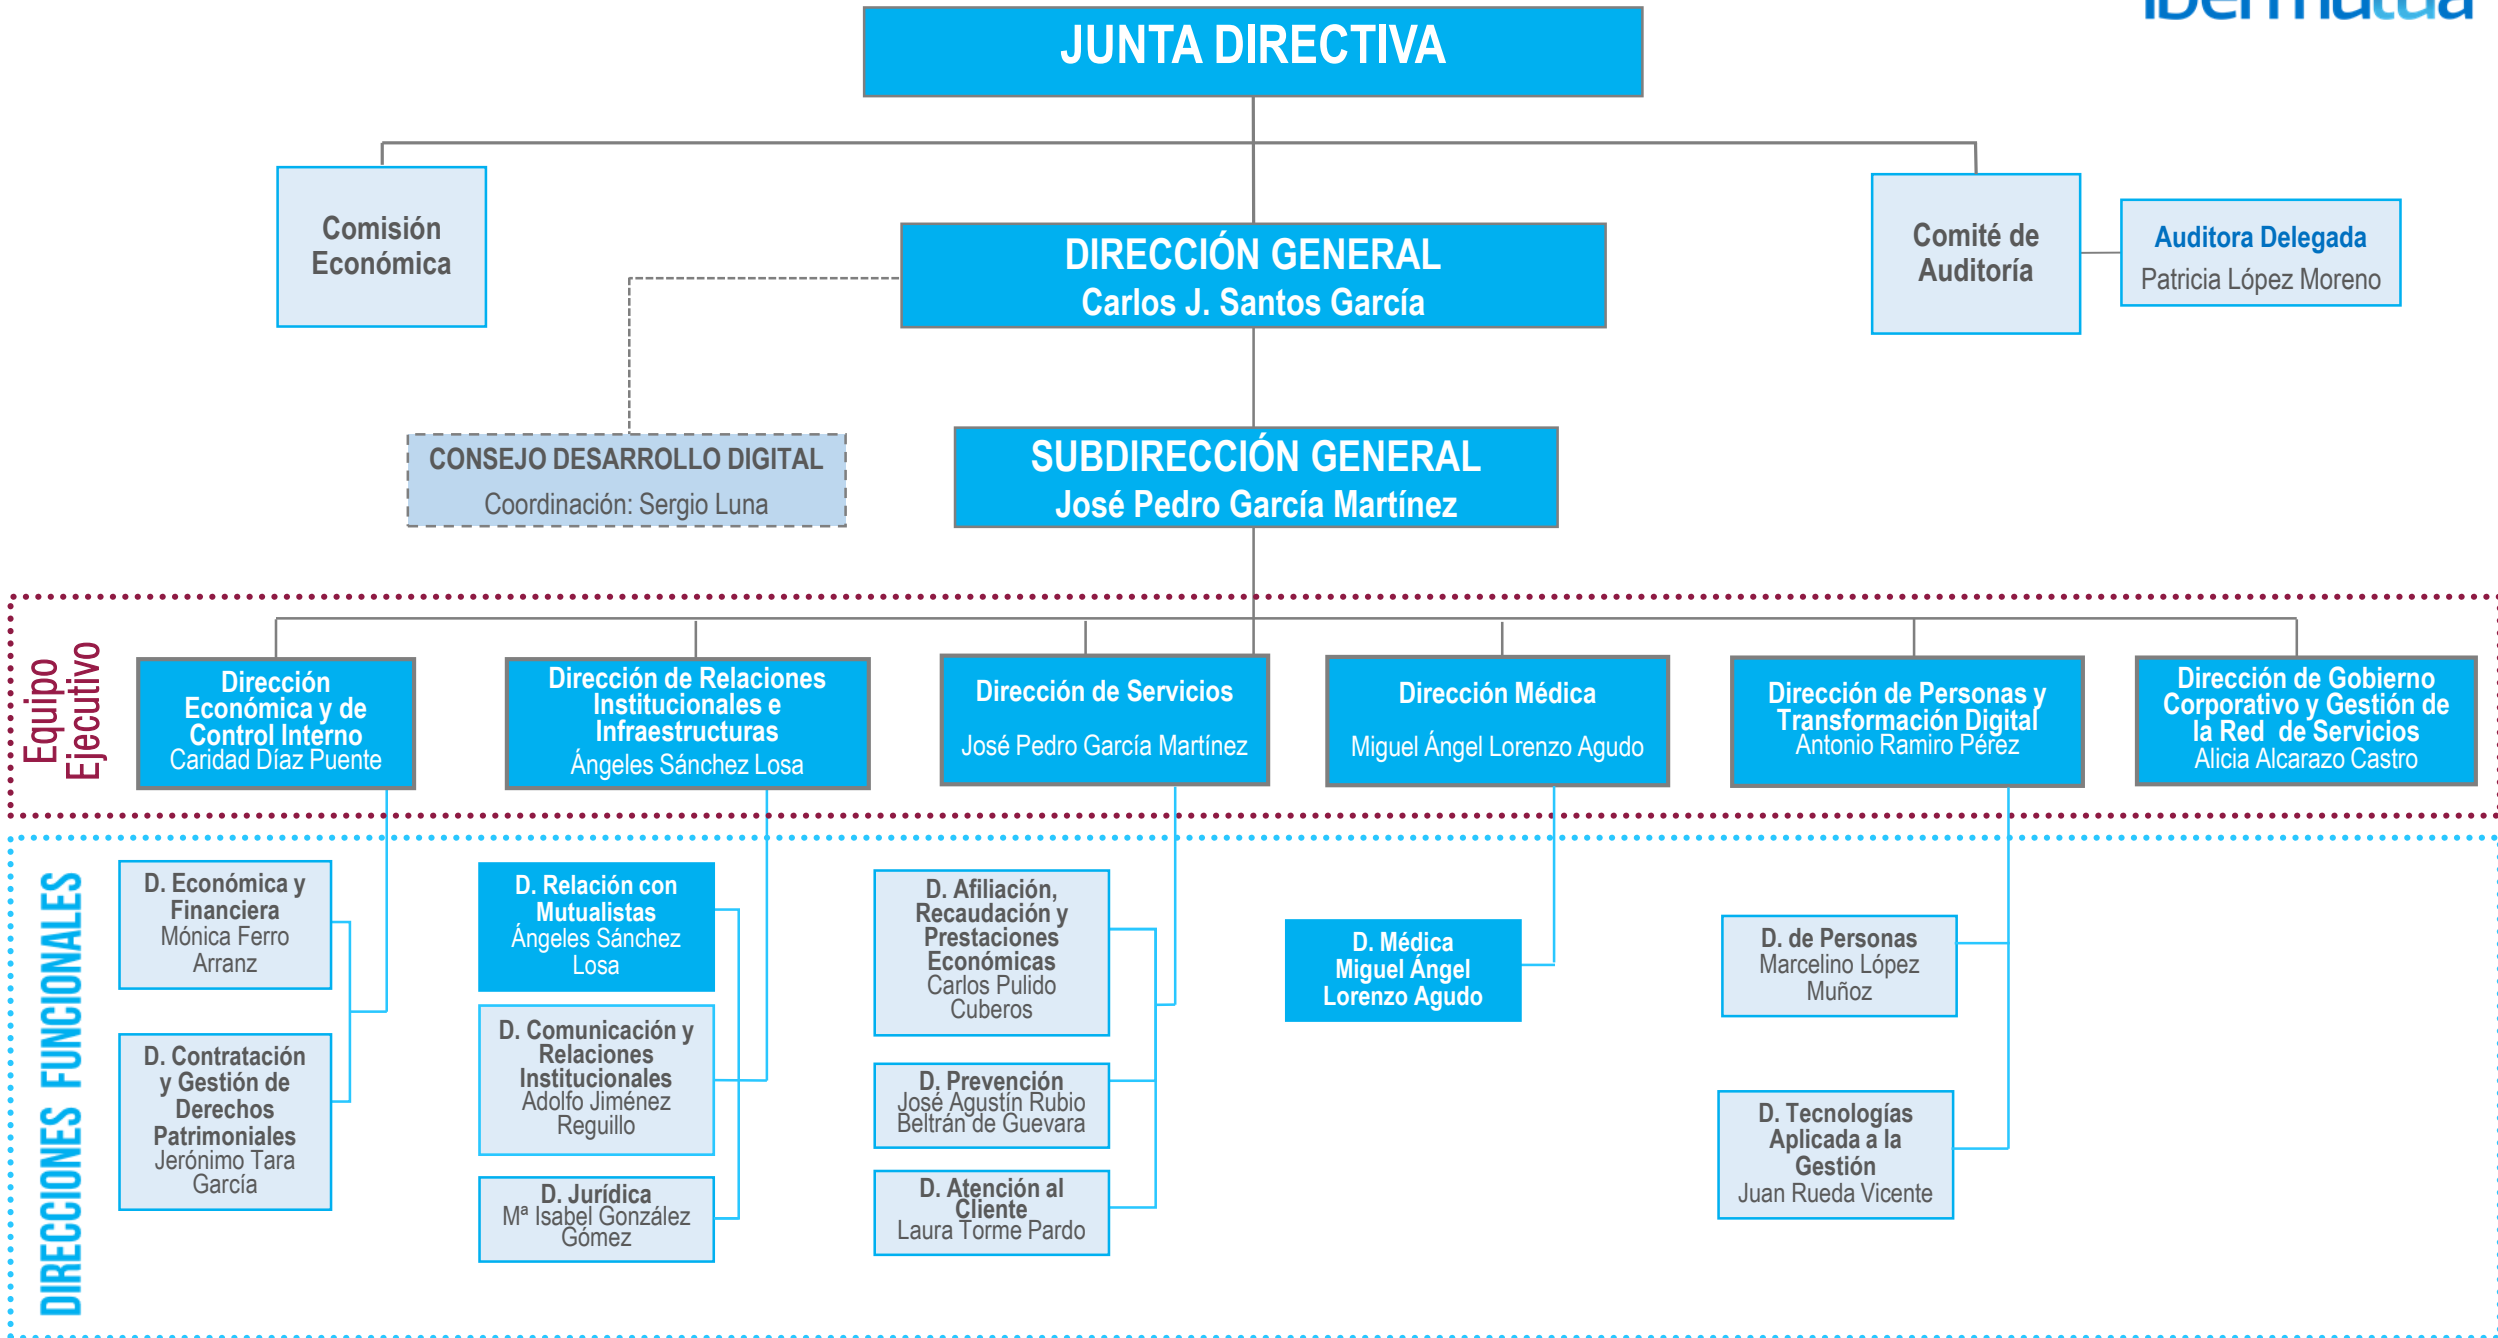 ibermutua
JUNTA DIRECTIVA
Comisión
Económica
DIRECCIÓN GENERAL
Carlos J. Santos García
Comité de
Auditoría
Auditora Delegada
Patricia López Moreno
CONSEJO DESARROLLO DIGITAL
Coordinación: Sergio Luna
SUBDIRECCIÓN GENERAL
José Pedro García Martínez
Equipo
Ejecutivo
Dirección
Económica y de
Control Interno
Caridad Díaz Puente
Dirección de Relaciones
Institucionales e
Infraestructuras
Ángeles Sánchez Losa
Dirección de Servicios
José Pedro García Martínez
Dirección Médica
Miguel Ángel Lorenzo Agudo
Dirección de Personas y
Transformación Digital
Antonio Ramiro Pérez
Dirección de Gobierno
Corporativo y Gestión de
la Red de Servicios
Alicia Alcarazo Castro
DIRECCIONES FUNCIONALES
D. Económica y
Financiera
Mónica Ferro
Arranz
D. Contratación
y Gestión de
Derechos
Patrimoniales
Jerónimo Tara
García
D. Relación con
Mutualistas
Ángeles Sánchez
Losa
D. Comunicación y
Relaciones
Institucionales
Adolfo Jiménez
Reguillo
D. Jurídica
Mª Isabel González
Gómez
D. Afiliación,
Recaudación y
Prestaciones
Económicas
Carlos Pulido
Cuberos
D. Prevención
José Agustín Rubio
Beltrán de Guevara
D. Atención al
Cliente
Laura Torme Pardo
D. Médica
Miguel Ángel
Lorenzo Agudo
D. de Personas
Marcelino López
Muñoz
D. Tecnologías
Aplicada a la
Gestión
Juan Rueda Vicente